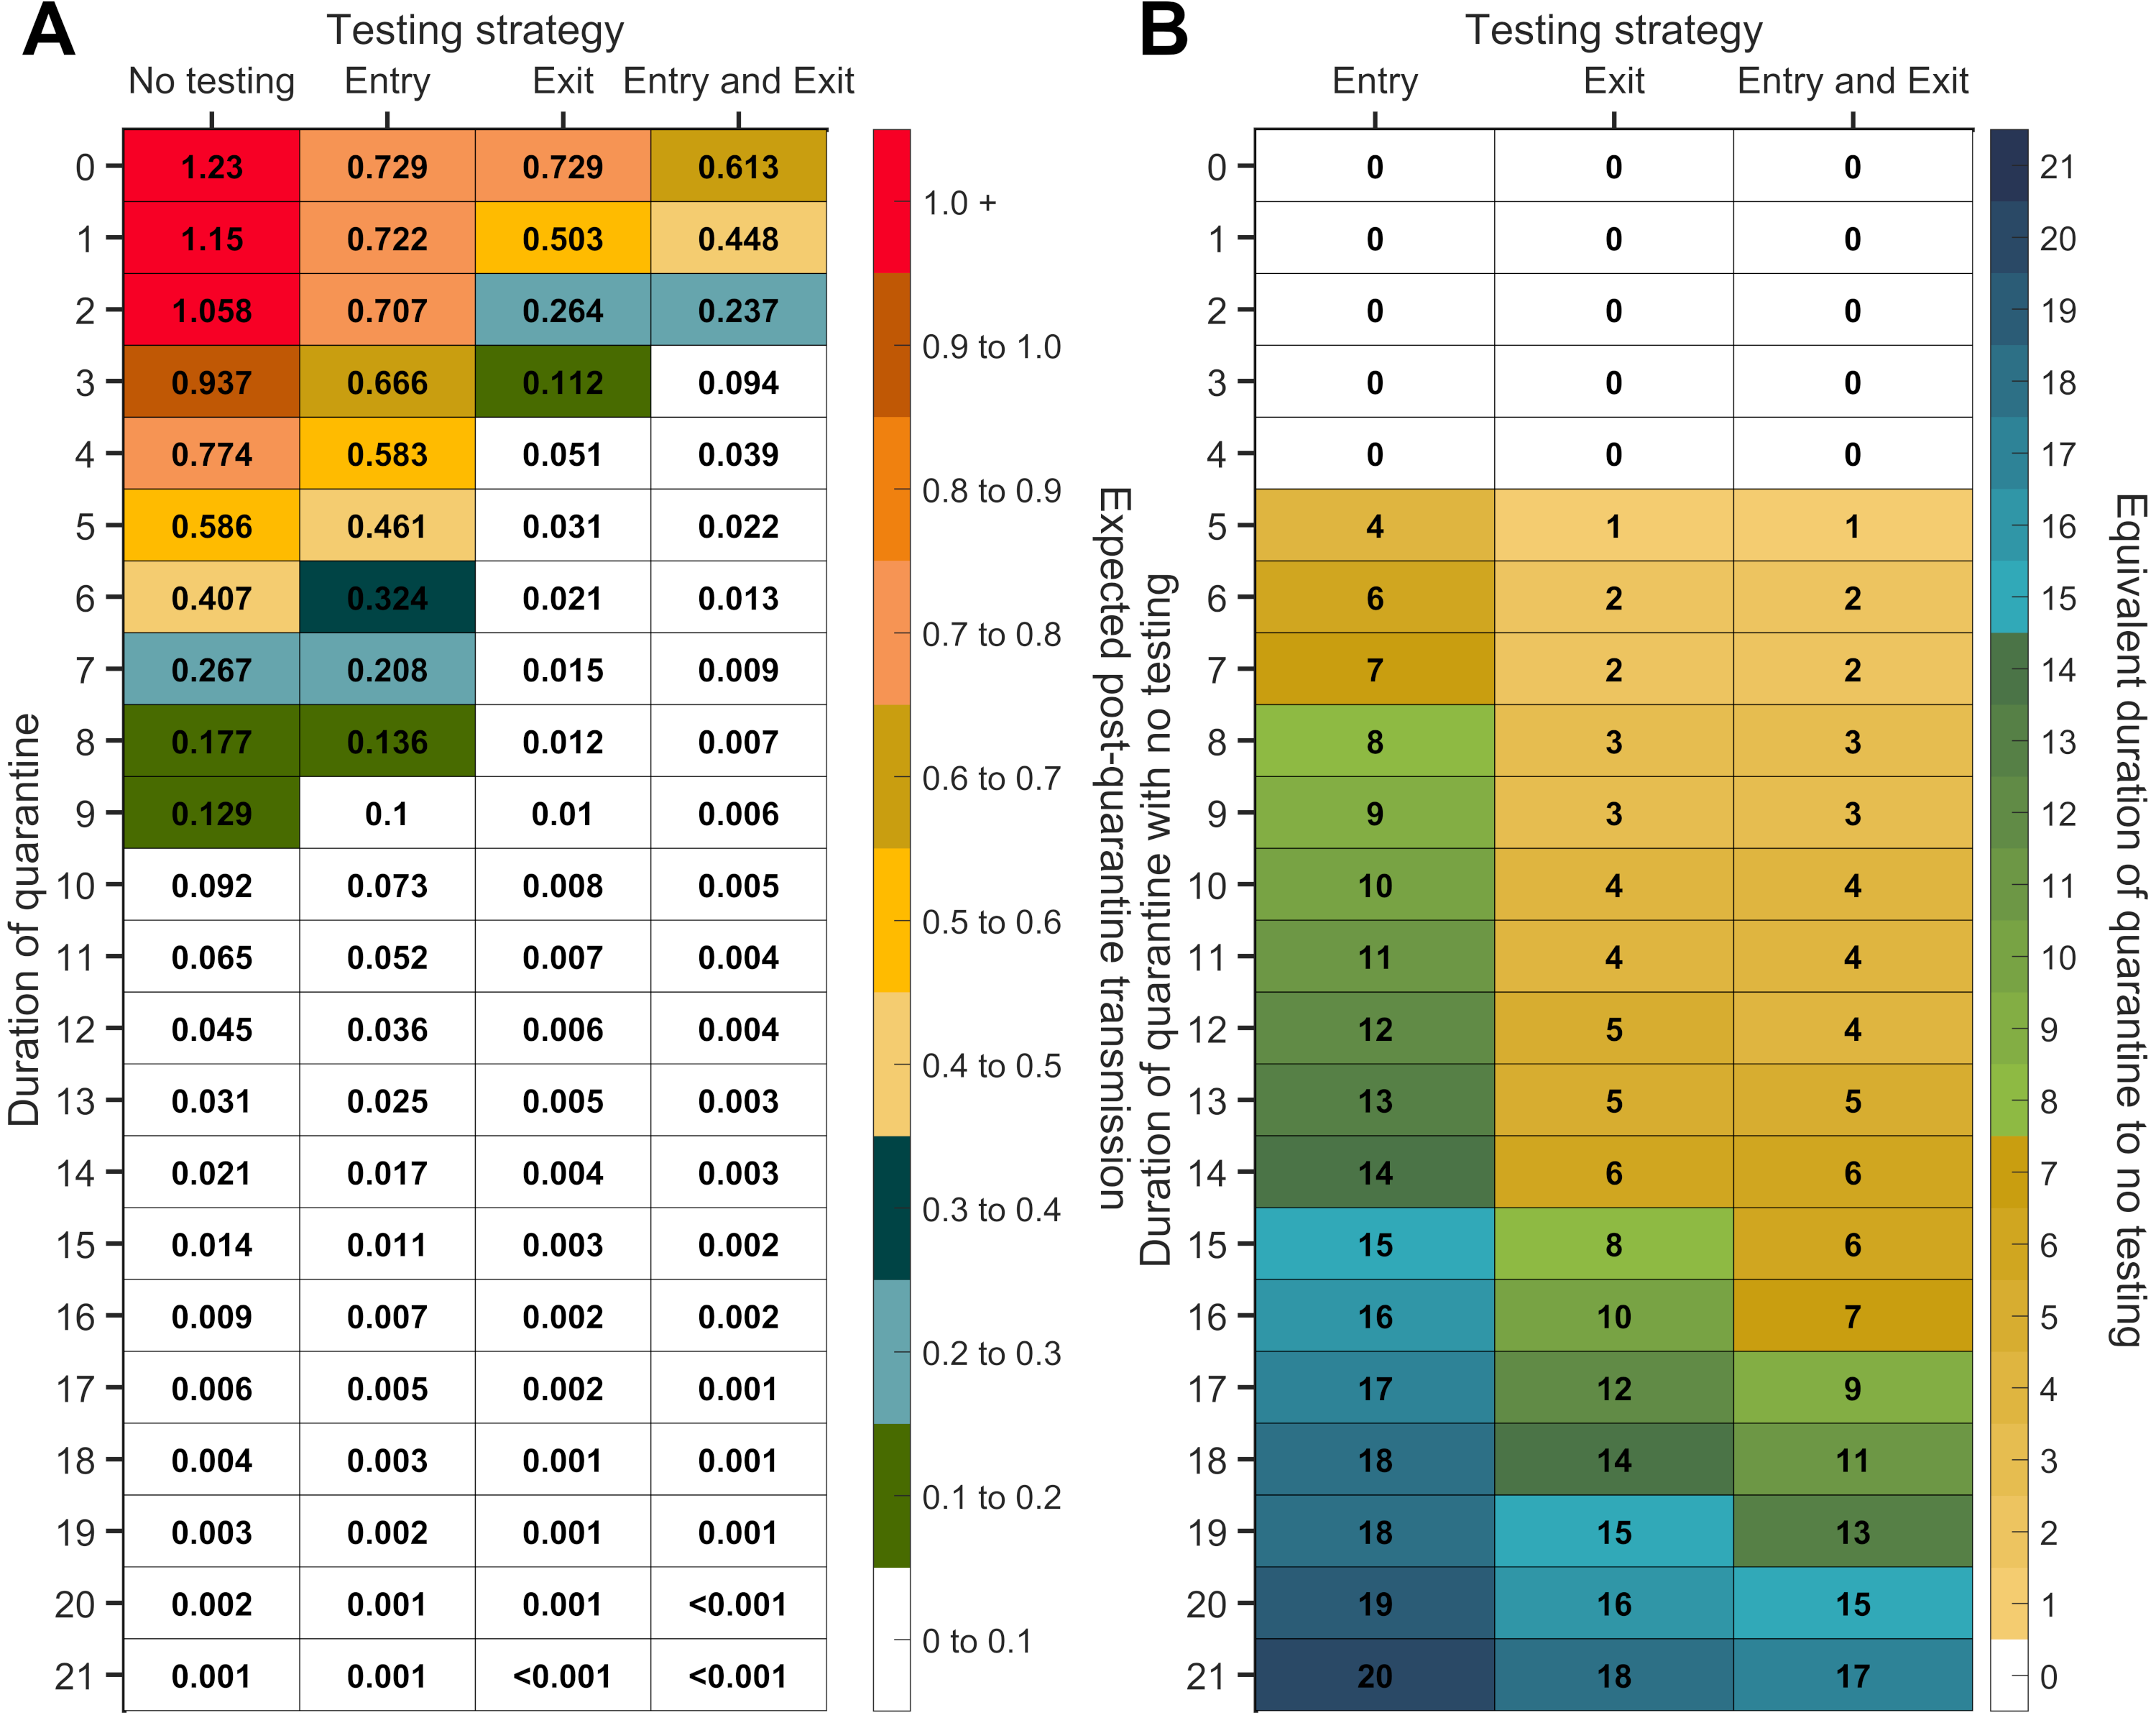 A
Testing strategy
No testing Entry Exit Entry and Exit
0 1.23 0.729 0.729 0.613
1 1.15 0.722 0.503 0.448
2 1.058 0.707 0.264 0.237
3 0.937 0.666 0.112 0.094
4 0.774 0.583 0.051 0.039
5 0.586 0.461 0.031 0.022
6 0.407 0.324 0.021 0.013
7 0.267 0.208 0.015 0.009
8 0.177 0.136 0.012 0.007
9 0.129 0.1 0.01 0.006
10 0.092 0.073 0.008 0.005
11 0.065 0.052 0.007 0.004
12 0.045 0.036 0.006 0.004
13 0.031 0.025 0.005 0.003
14 0.021 0.017 0.004 0.003
15 0.014 0.011 0.003 0.002
16 0.009 0.007 0.002 0.002
17 0.006 0.005 0.002 0.001
18 0.004 0.003 0.001 0.001
19 0.003 0.002 0.001 0.001
20 0.002 0.001 0.001 <0.001
21 0.001 0.001 <0.001 <0.001
Duration of quarantine
1.0 +
0.9 to 1.0
0.8 to 0.9
0.7 to 0.8
0.6 to 0.7
0.5 to 0.6
0.4 to 0.5
0.3 to 0.4
0.2 to 0.3
0.1 to 0.2
0 to 0.1
Expected post-quarantine transmission
B
Testing strategy
Entry Exit Entry and Exit
0 0 0 0
1 0 0 0
2 0 0 0
3 0 0 0
4 0 0 0
5 4 1 1
6 6 2 2
7 7 2 2
8 8 3 3
9 9 3 3
10 10 4 4
11 11 4 4
12 12 5 4
13 13 5 5
14 14 6 6
15 15 8 6
16 16 10 7
17 17 12 9
18 18 14 11
19 18 15 13
20 19 16 15
21 20 18 17
Duration of quarantine with no testing
21
20
19
18
17
16
15
14
13
12
11
10
9
8
7
6
5
4
3
2
1
0
Equivalent duration of quarantine to no testing